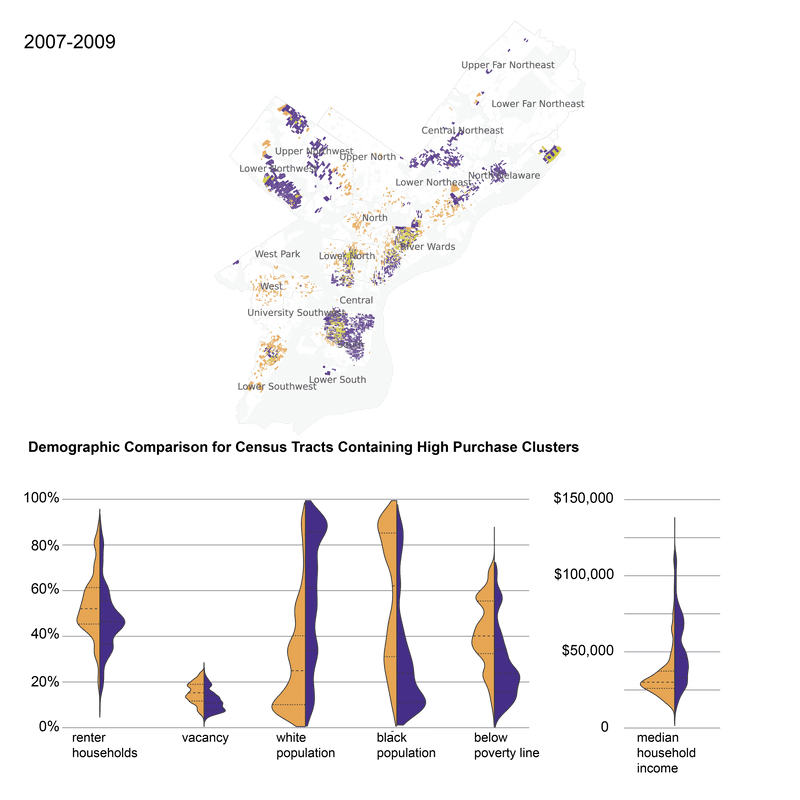 2007-2009
Upper Far Northeast
Lower Far Northeast
Central Northeast
Upper Northwest
Upper North
Lower Northwest
Lower Northeast
North Delaware
North
River Wards
West Park
Lower North
West
Central
University Southwest
Lower South
Lower Southwest
Demographic Comparison for Census Tracts Containing High Purchase Clusters
100%
80%
60%
40%
20%
0%
renter
households
vacancy
white
population
black
population
below
poverty line
$150,000
$100,000
$50,000
0
median
household
income